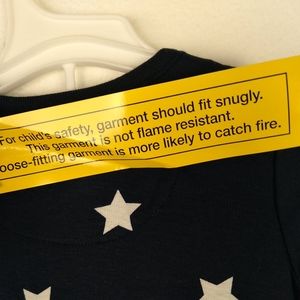 For child's safety, garment should fit snugly.
This garment is not flame resistant.
oose-fitting garment is more likely to catch fire.